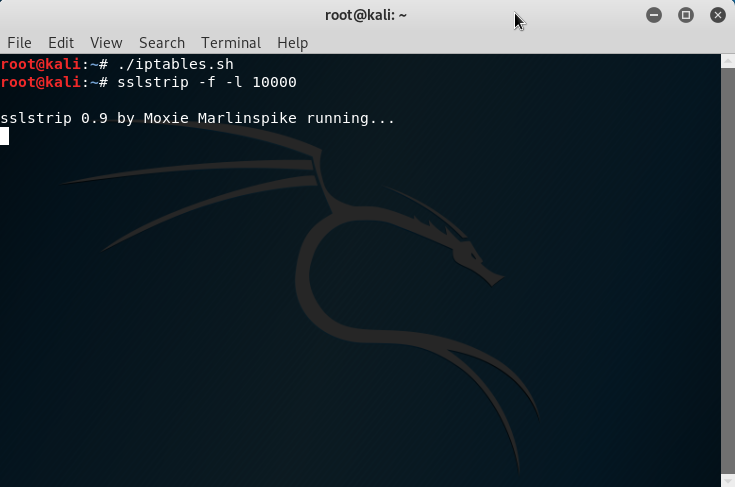 root@kali: ~
File Edit View Search Terminal Help
root@kali:~# ./iptables.sh
root@kali:~# sslstrip -f -l 10000
sslstrip 0.9 by Moxie Marlinspike running...